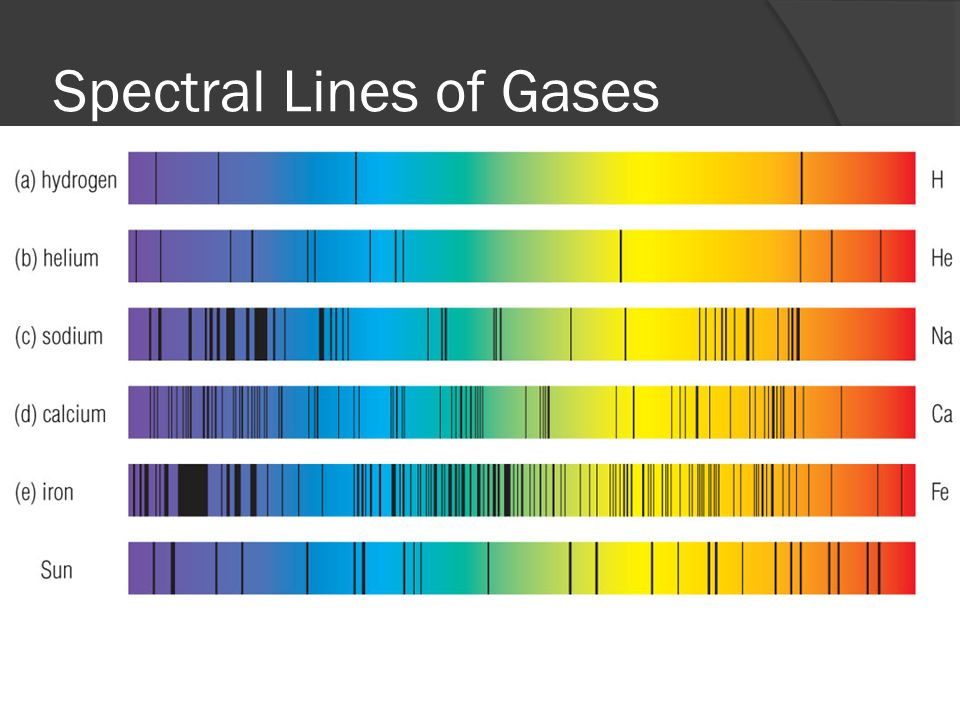 Spectral Lines of Gases
(a) hydrogen H
(b) helium He
(c) sodium Na
(d) calcium Ca
(e) iron Fe
Sun